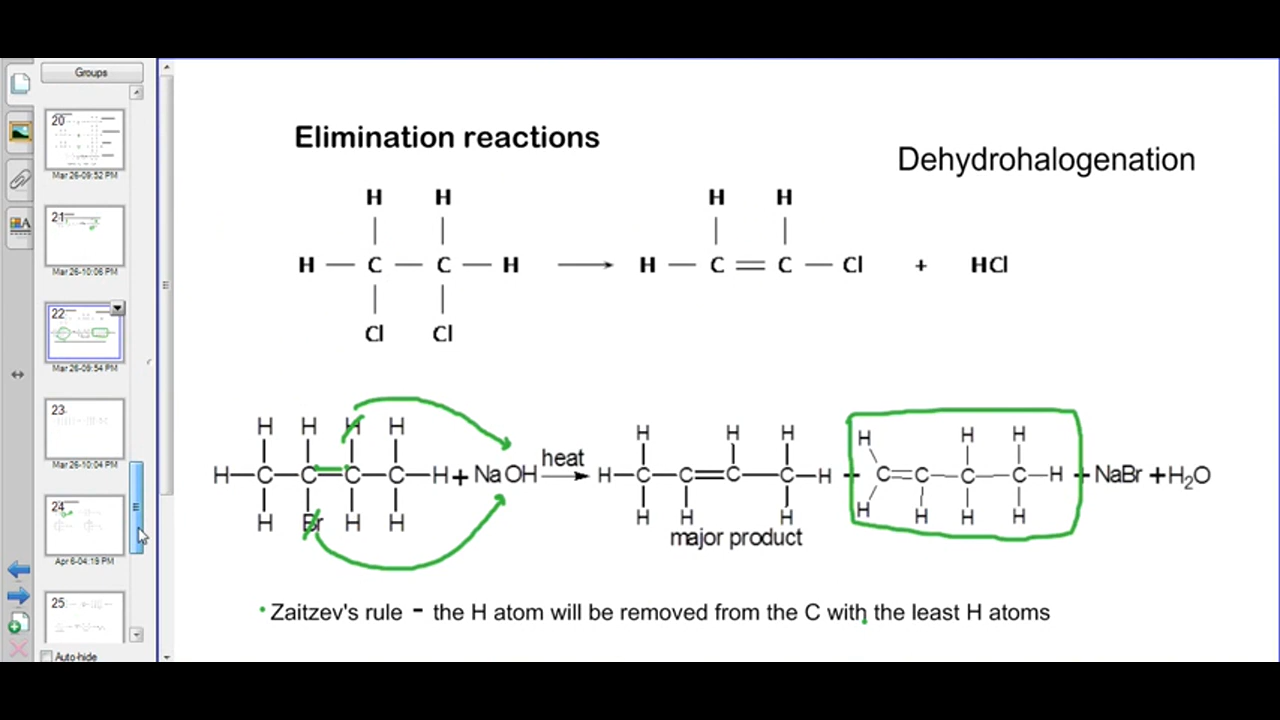 Groups
20
Mar 26-09:52 PM
21
Mar 26-10:06 PM
22
Mar 26-09:54 PM
23
Mar 26-10:04 PM
24
Apr 6-04:19 PM
25
Auto-hide
Elimination reactions
Dehydrohalogenation
H H H H
H — C — C — H → H — C = C — Cl + HCl
Cl Cl
H H H H H H H H H H
H—C—C=C—C—H + NaOH heat → H—C—C=C—C—H + C=C—C—C—H + NaBr + H₂O
H Br H H H H H H H H H
major product
• Zaitzev's rule - the H atom will be removed from the C with the least H atoms